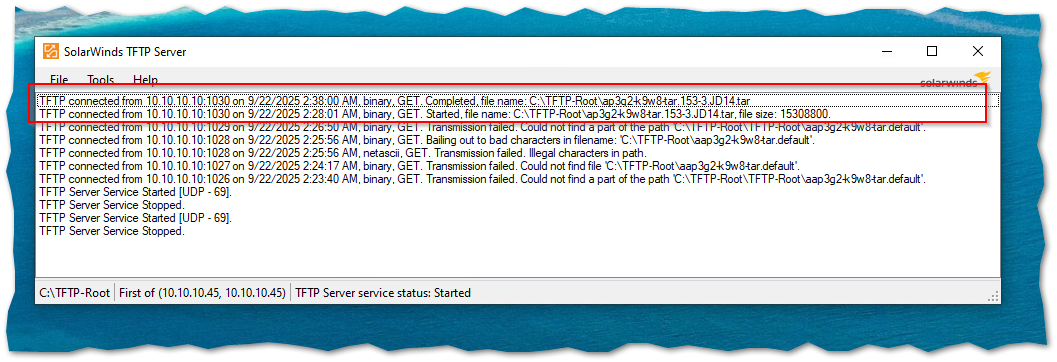 SolarWinds TFTP Server
File Tools Help
solarwinds
TFTP connected from 10.10.10.10:1030 on 9/22/2025 2:38:00 AM, binary, GET. Completed, file name: C:\TFTP-Root\ap3g2-k9w8-tar.153-3.JD14.tar
TFTP connected from 10.10.10.10:1030 on 9/22/2025 2:28:01 AM, binary, GET. Started, file name: C:\TFTP-Root\ap3g2-k9w8-tar.153-3.JD14.tar, file size: 15308800.
TFTP connected from 10.10.10.10:1029 on 9/22/2025 2:26:50 AM, binary, GET. Transmission failed. Could not find a part of the path 'C:\TFTP-Root\TFTP-Root\aap3g2-k9w8-tar.default'.
TFTP connected from 10.10.10.10:1028 on 9/22/2025 2:25:56 AM, binary, GET. Bailing out to bad characters in filename: 'C:\TFTP-Root\aap3g2-k9w8-tar.default'.
TFTP connected from 10.10.10.10:1028 on 9/22/2025 2:25:56 AM, netascii, GET. Transmission failed. Illegal characters in path.
TFTP connected from 10.10.10.10:1027 on 9/22/2025 2:24:17 AM, binary, GET. Transmission failed. Could not find file 'C:\TFTP-Root\aap3g2-k9w8-tar.default'.
TFTP connected from 10.10.10.10:1026 on 9/22/2025 2:23:40 AM, binary, GET. Transmission failed. Could not find a part of the path 'C:\TFTP-Root\TFTP-Root\aap3g2-k9w8-tar.default'.
TFTP Server Service Started [UDP - 69].
TFTP Server Service Stopped.
TFTP Server Service Started [UDP - 69].
TFTP Server Service Stopped.
C:\TFTP-Root First of (10.10.10.45, 10.10.10.45) TFTP Server service status: Started